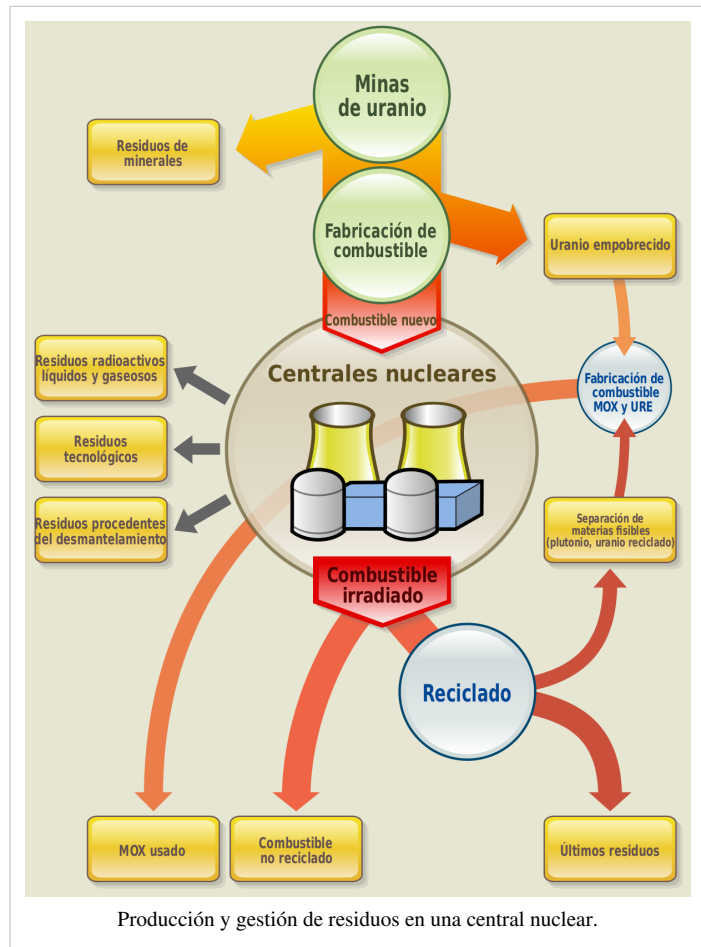 Minas
de uranio
Residuos de
minerales
Fabricación de
combustible
Uranio empobrecido
Combustible nuevo
Residuos radioactivos
líquidos y gaseosos
Centrales nucleares
Fabricación de
combustible
MOX y URE
Residuos
tecnológicos
Residuos procedentes
del desmantelamiento
Separación de
materias fisibles
(plutonio, uranio reciclado)
Combustible
irradiado
Reciclado
MOX usado
Combustible
no reciclado
Últimos residuos
Producción y gestión de residuos en una central nuclear.